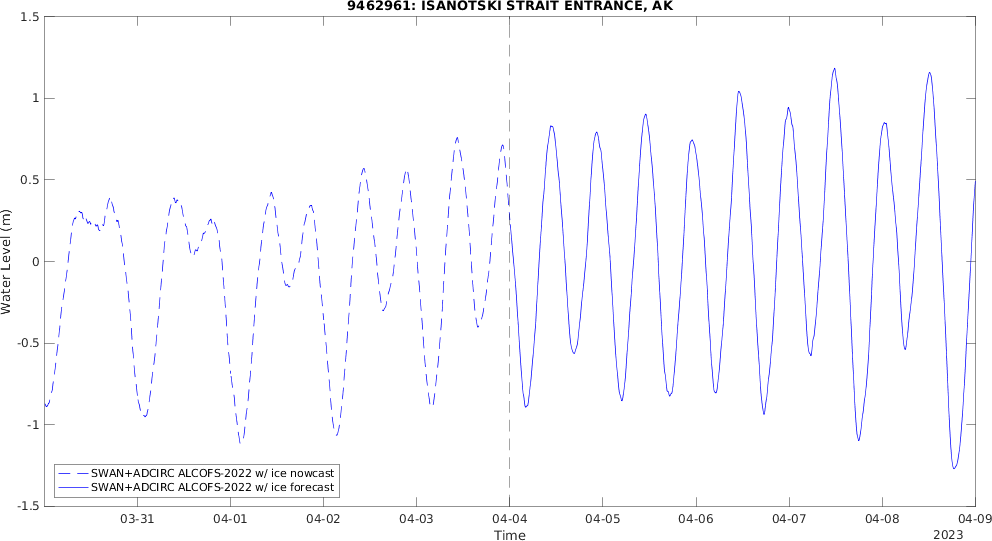 9462961: ISANOTSKI STRAIT ENTRANCE, AK
1.5
1
0.5
0
-0.5
-1
-1.5
Water Level (m)
SWAN+ADCIRC ALCOFS-2022 w/ ice nowcast
SWAN+ADCIRC ALCOFS-2022 w/ ice forecast
03-31 04-01 04-02 04-03 04-04 04-05 04-06 04-07 04-08 04-09
Time
2023